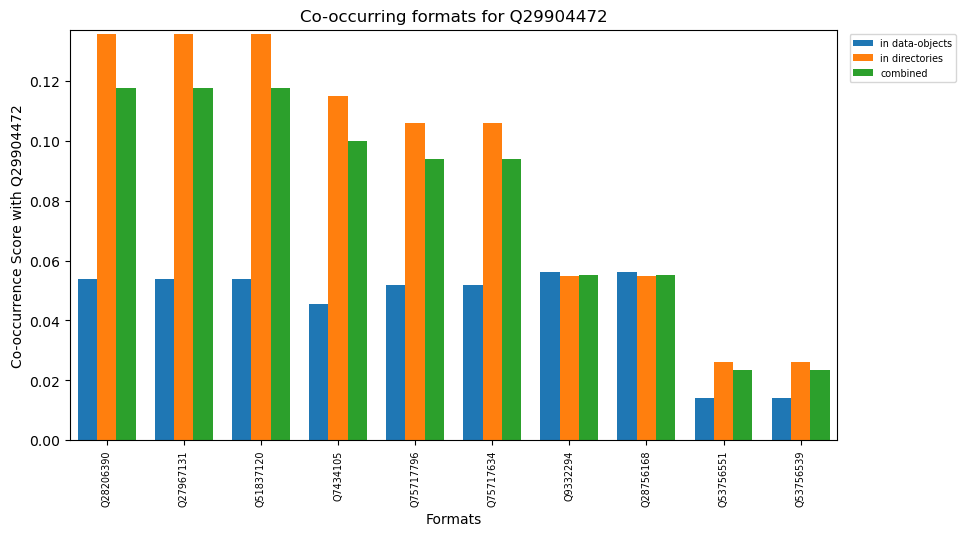 Co-occurring formats for Q29904472
in data-objects
in directories
combined
Co-occurrence Score with Q29904472
0.12
0.10
0.08
0.06
0.04
0.02
0.00
Q28206390
Q27967131
Q51837120
Q7434105
Q75717796
Q75717634
Q9332294
Q28756168
Q53756551
Q53756539
Formats